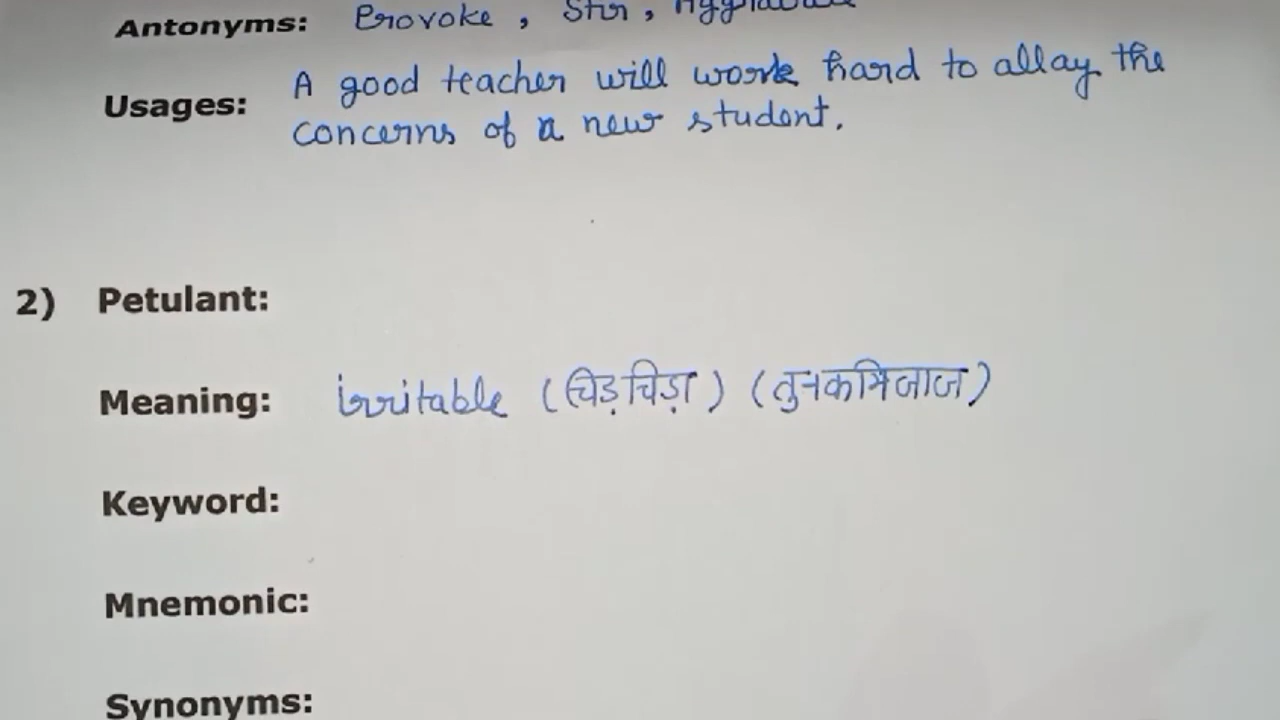 Antonyms: Provoke, Stir, Aggravate
Usages: A good teacher will work hard to allay the
concerns of a new student.
2) Petulant:
Meaning: irritable (चिड़चिड़ा) (तुनकमिजाज)
Keyword:
Mnemonic:
Synonyms: